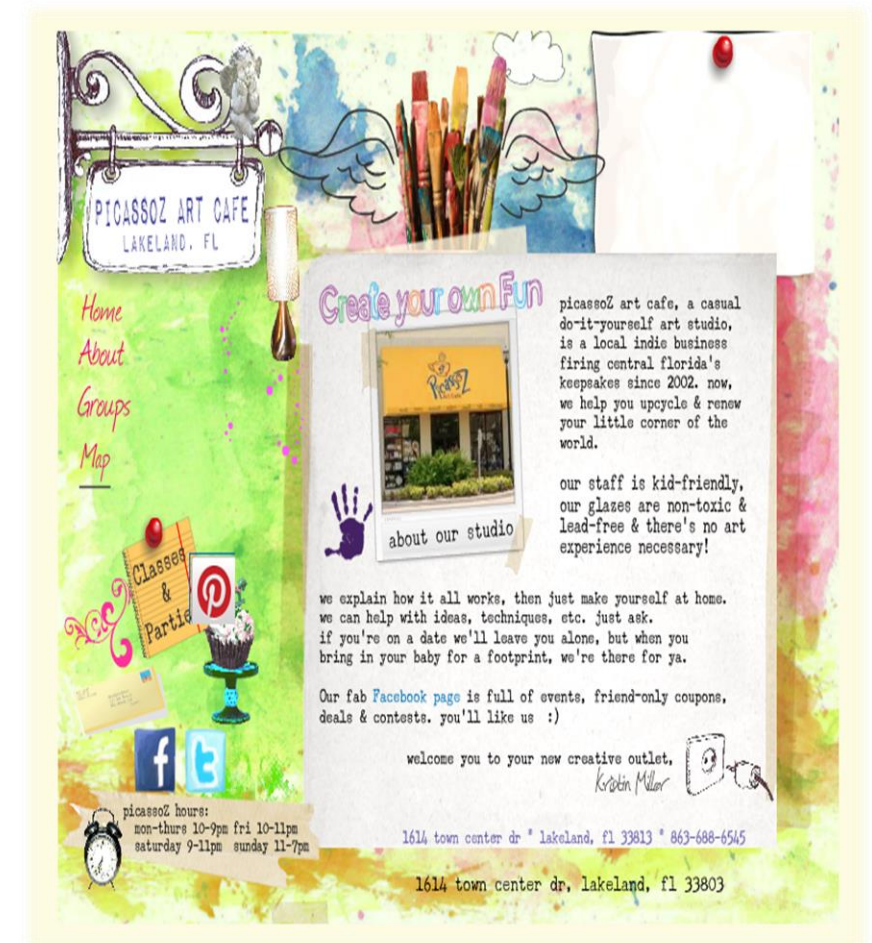 PICASSOZ ART CAFE
LAKELAND, FL
Home
About
Groups
Map
Create your own Fun
PicassoZ
about our studio
picassoZ art cafe, a casual
do-it-yourself art studio,
is a local indie business
firing central florida's
keepsakes since 2002. now,
we help you upcycle & renew
your little corner of the
world.
our staff is kid-friendly,
our glazes are non-toxic &
lead-free & there's no art
experience necessary!
we explain how it all works, then just make yourself at home.
we can help with ideas, techniques, etc. just ask.
if you're on a date we'll leave you alone, but when you
bring in your baby for a footprint, we're there for ya.
Our fab Facebook page is full of events, friend-only coupons,
deals & contests. you'll like us :)
welcome you to your new creative outlet,
Kristin Miller
1614 town center dr * lakeland, fl 33813 * 863-688-6545
1614 town center dr, lakeland, fl 33803
Classes
&
Partie
picassoZ hours:
mon-thurs 10-9pm fri 10-11pm
saturday 9-11pm sunday 11-7pm